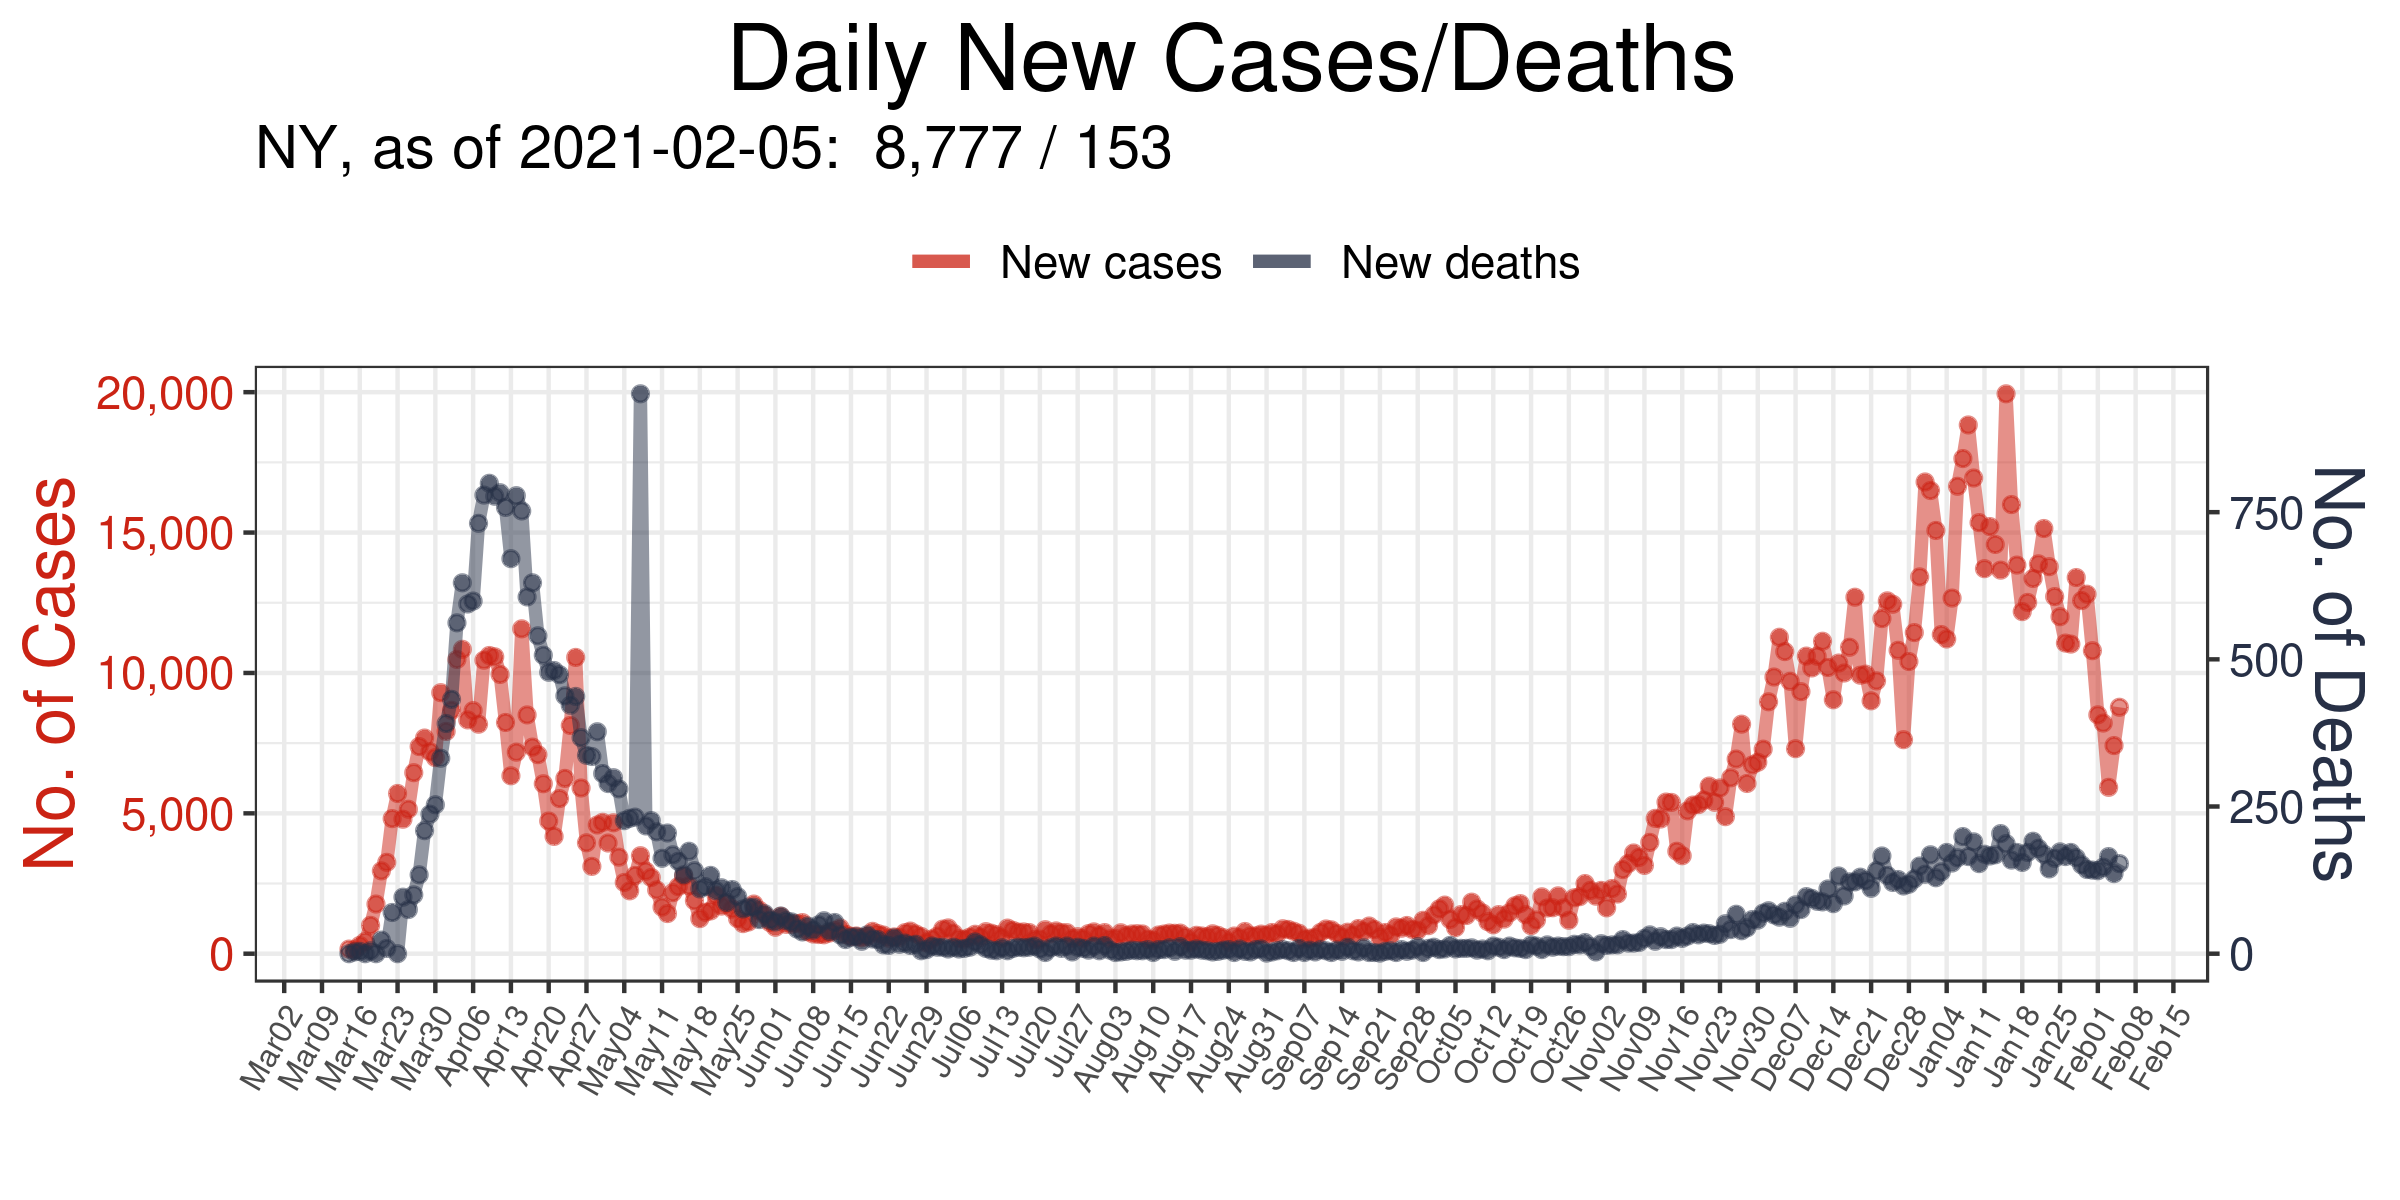 Daily New Cases/Deaths
NY, as of 2021-02-05:  8,777 / 153
New cases
New deaths
No. of Cases
20,000
15,000
10,000
5,000
0
750
500
250
0
No. of Deaths
Mar02
Mar09
Mar16
Mar23
Mar30
Apr06
Apr13
Apr20
Apr27
May04
May11
May18
May25
Jun01
Jun08
Jun15
Jun22
Jun29
Jul06
Jul13
Jul20
Jul27
Aug03
Aug10
Aug17
Aug24
Aug31
Sep07
Sep14
Sep21
Sep28
Oct05
Oct12
Oct19
Oct26
Nov02
Nov09
Nov16
Nov23
Nov30
Nov07
Dec14
Dec21
Dec28
Dec04
Jan11
Jan18
Jan25
Feb01
Feb08
Feb15